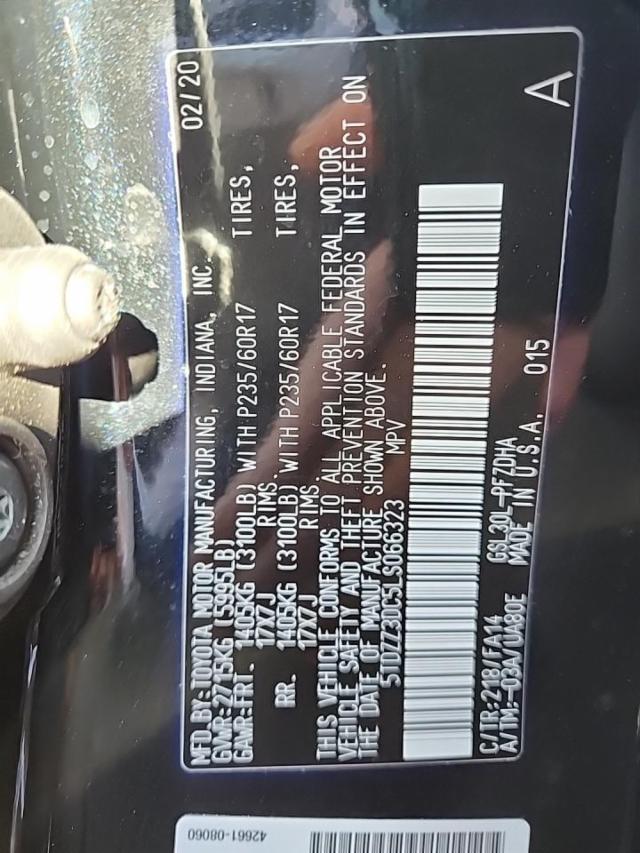 MFD. BY: TOYOTA MOTOR MANUFACTURING, INDIANA, INC. 02/20
GVWR: 2715KG (5995LB)
GAWR: FRT. 1405KG (3100LB) WITH P235/60R17 TIRES,
17X7J RIMS.
RR. 1405KG (3100LB) WITH P235/60R17 TIRES,
17X7J RIMS.
THIS VEHICLE CONFORMS TO ALL APPLICABLE FEDERAL MOTOR
VEHICLE SAFETY AND THEFT PREVENTION STANDARDS IN EFFECT ON
THE DATE OF MANUFACTURE SHOWN ABOVE.
5TDZZ3DC5LS066323 MPV
C/TR: 218/FA14 GSL30L-PFZDHA 015 A
A/TM: -03A/UA80E MADE IN U.S.A.
42661-08060